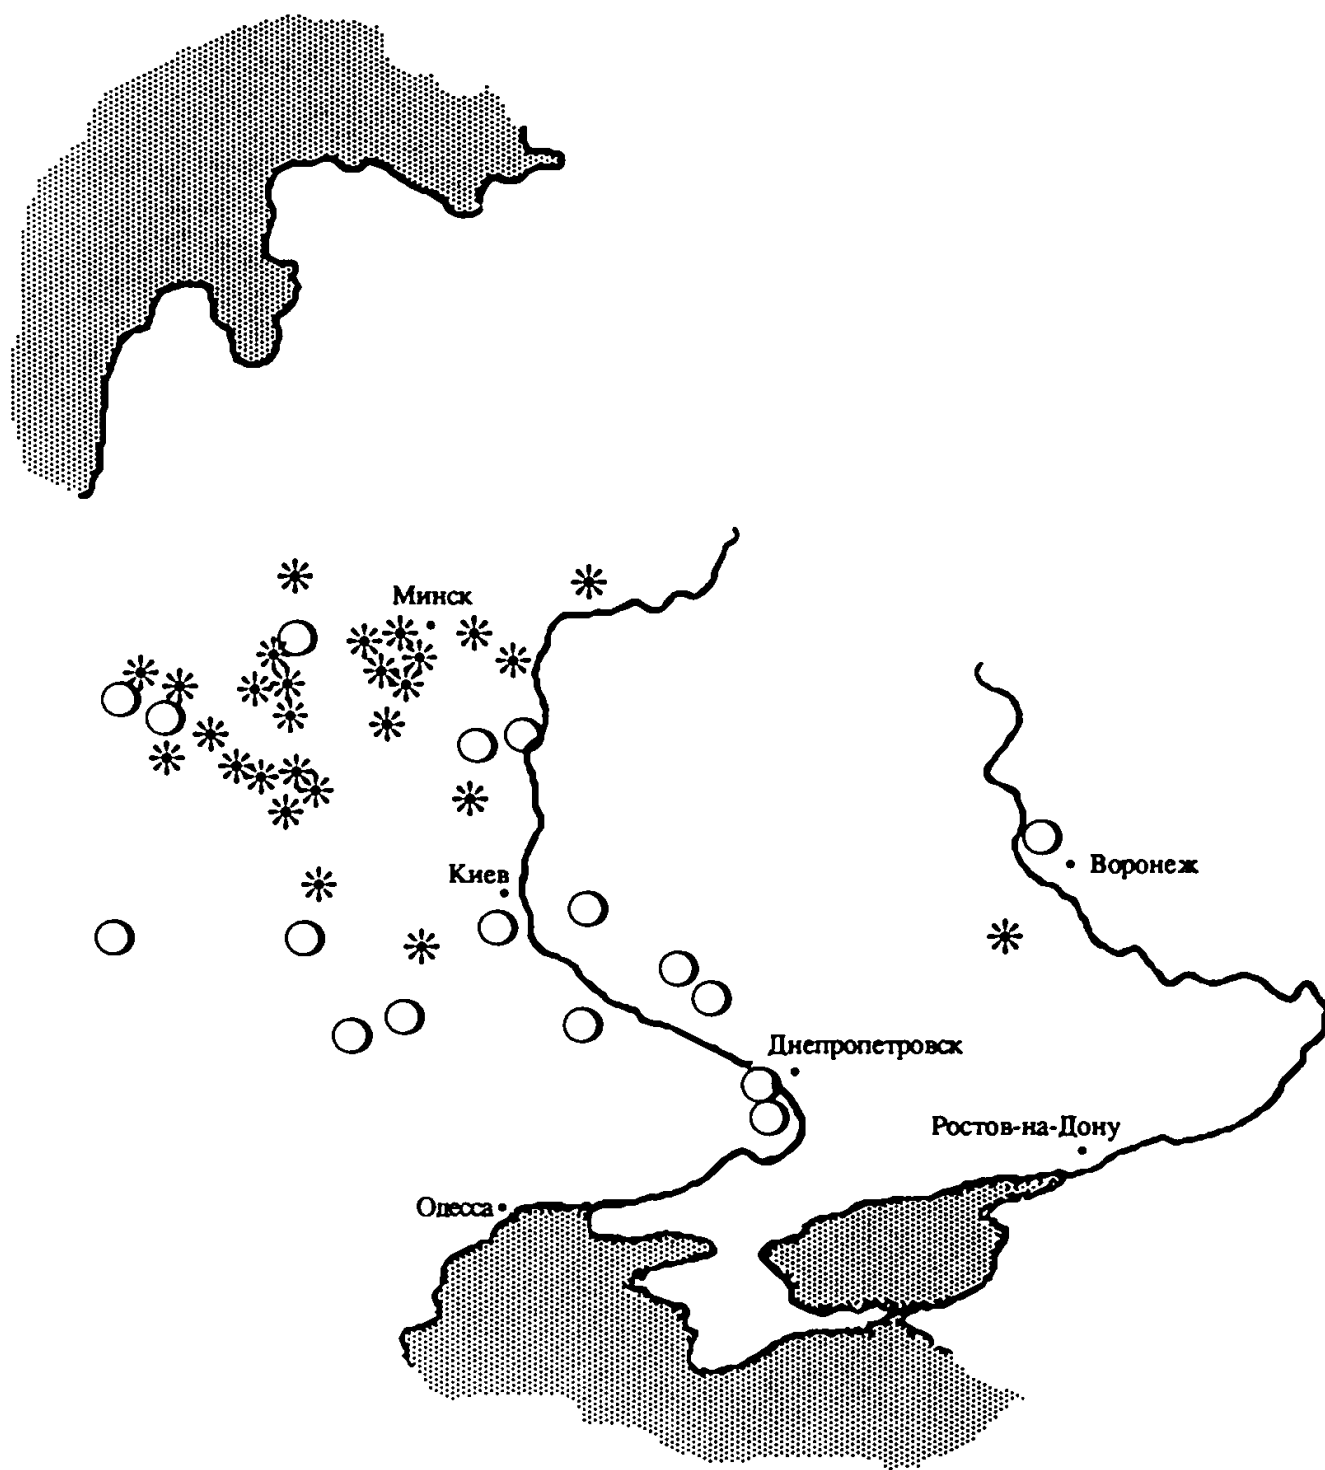 Минск
Киев
Воронеж
Днепропетровск
Ростов-на-Дону
Одесса